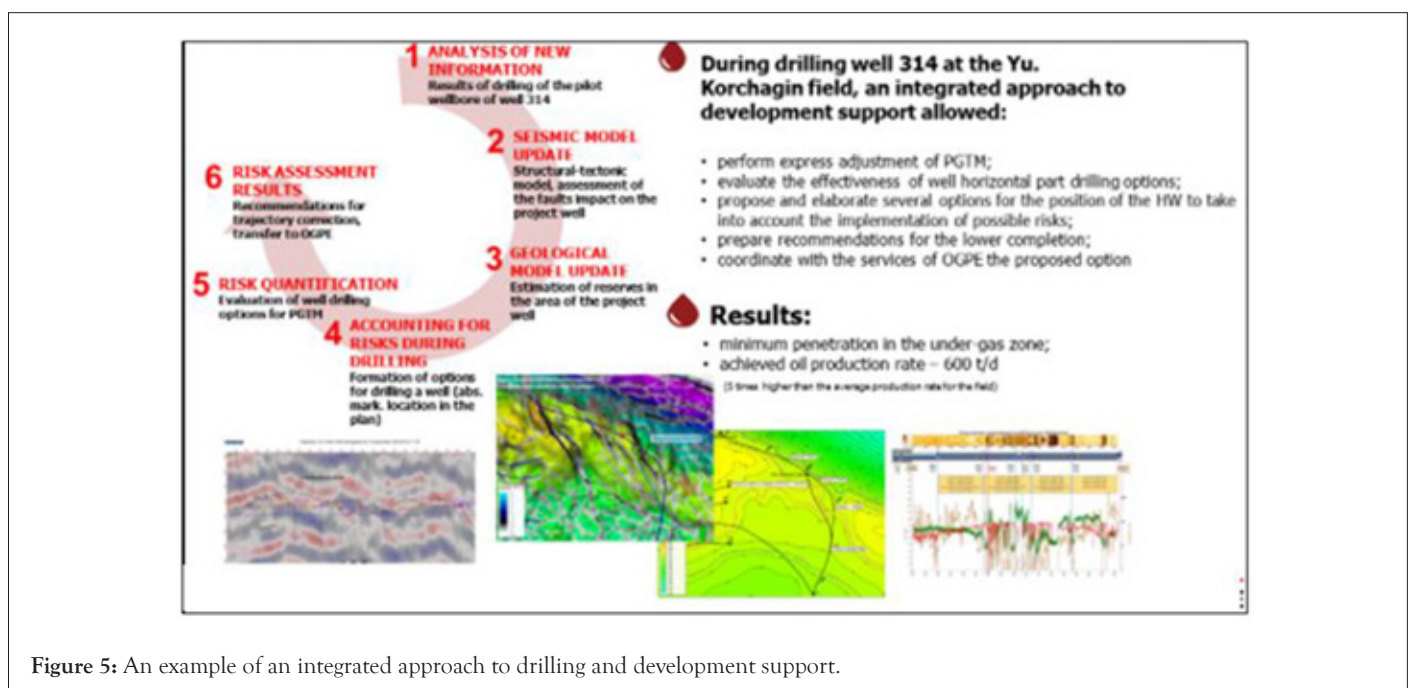 1 ANALYSIS OF NEW
INFORMATION
Results of drilling of the pilot
wellbore of well 314
2 SEISMIC MODEL
UPDATE
Structural-tectonic
model, assessment of
the faults impact on the
project well
3 GEOLOGICAL
MODEL UPDATE
Estimation of reserves in
the area of the project
well
4 ACCOUNTING FOR
RISKS DURING
DRILLING
Formation of options
for drilling a well (abs.
mark. location in the
plan)
5 RISK QUANTIFICATION
Evaluation of well drilling
options for PGTM
6 RISK ASSESSMENT
RESULTS
Recommendations for
trajectory correction,
transfer to OGPE
During drilling well 314 at the Yu.
Korchagin field, an integrated approach to
development support allowed:
• perform express adjustment of PGTM;
• evaluate the effectiveness of well horizontal part drilling options;
• propose and elaborate several options for the position of the HW to take
into account the implementation of possible risks;
• prepare recommendations for the lower completion;
• coordinate with the services of OGPE the proposed option
Results:
• minimum penetration in the under-gas zone;
• achieved oil production rate – 600 t/d
(5 times higher than the average production rate for the field)
Figure 5: An example of an integrated approach to drilling and development support.